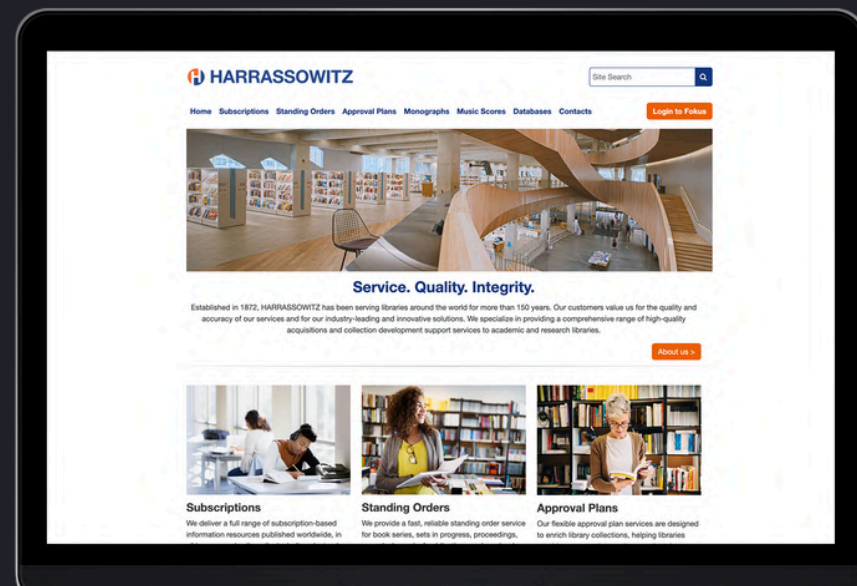 HARRASSOWITZ
Site Search
Home Subscriptions Standing Orders Approval Plans Monographs Music Scores Databases Contacts
Login to Fokus
Service. Quality. Integrity.
Established in 1872, HARRASSOWITZ has been serving libraries around the world for more than 150 years. Our customers value us for the quality and
accuracy of our services and for our industry-leading and innovative solutions. We specialize in providing a comprehensive range of high-quality
acquisitions and collection development support services to academic and research libraries.
About us >
Subscriptions
We deliver a full range of subscription-based
information resources published worldwide, in
Standing Orders
We provide a fast, reliable standing order service
for book series, sets in progress, proceedings,
Approval Plans
Our flexible approval plan services are designed
to enrich library collections, helping libraries